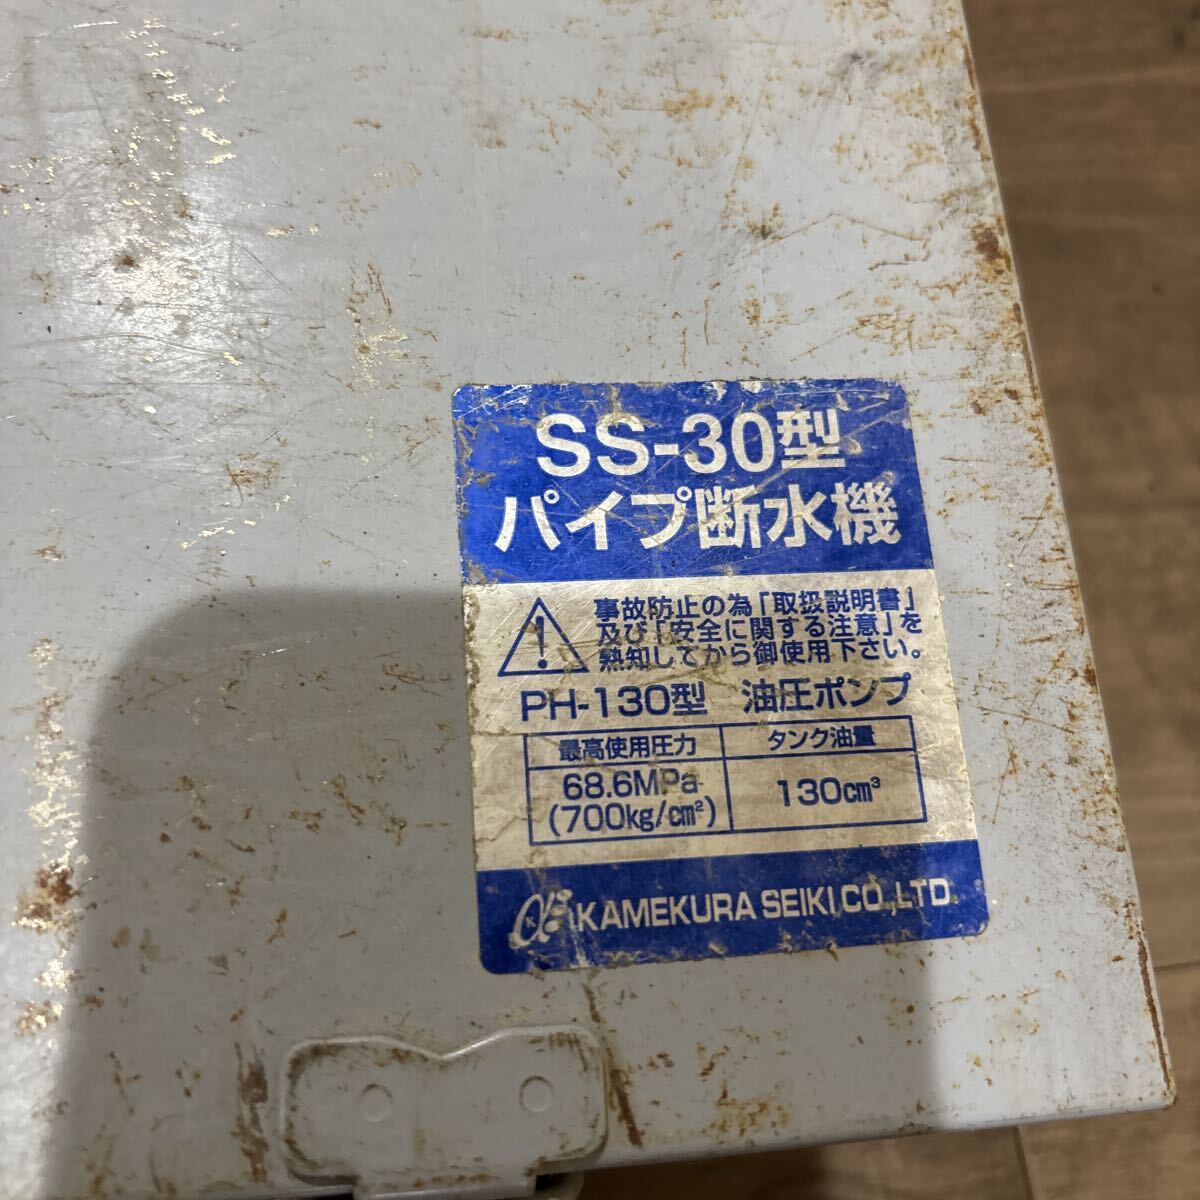 SS-30型
パイプ断水機
事故防止の為「取扱説明書」
及び「安全に関する注意」を
熟知してから御使用下さい。
PH-130型 油圧ポンプ
最高使用圧力 タンク油量
68.6MPa
(700kg/cm²) 130cm³
KAMEKURA SEIKI.CO.,LTD.